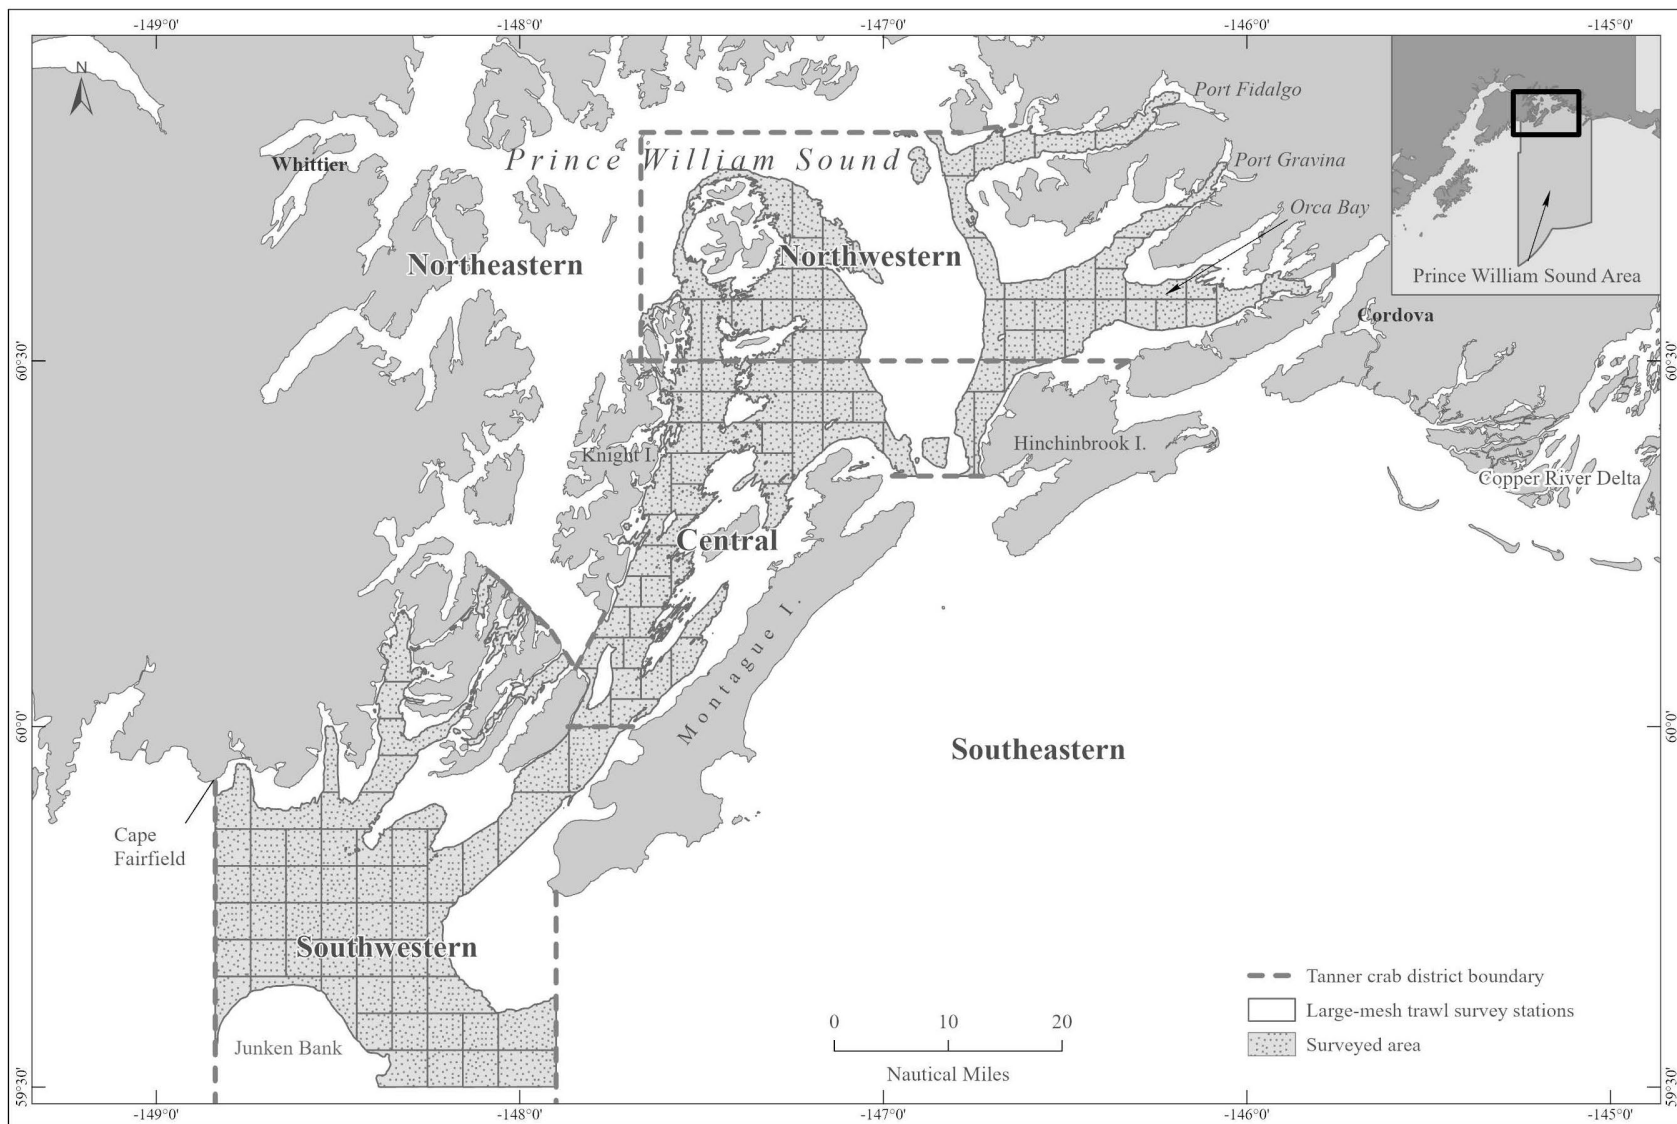 -149°0'
-148°0'
-147°0'
-146°0'
-145°0'
N
Port Fidalgo
Whittier
Prince William Sound
Port Gravina
Orca Bay
Northeastern
Northwestern
Prince William Sound Area
Cordova
60°30'
60°30'
Knight I.
Hinchinbrook I.
Copper River Delta
Central
Montague I.
60°0'
60°0'
Southeastern
Cape
Fairfield
Southwestern
Tanner crab district boundary
Large-mesh trawl survey stations
Surveyed area
0
10
20
Nautical Miles
Junken Bank
59°30'
59°30'
-149°0'
-148°0'
-147°0'
-146°0'
-145°0'